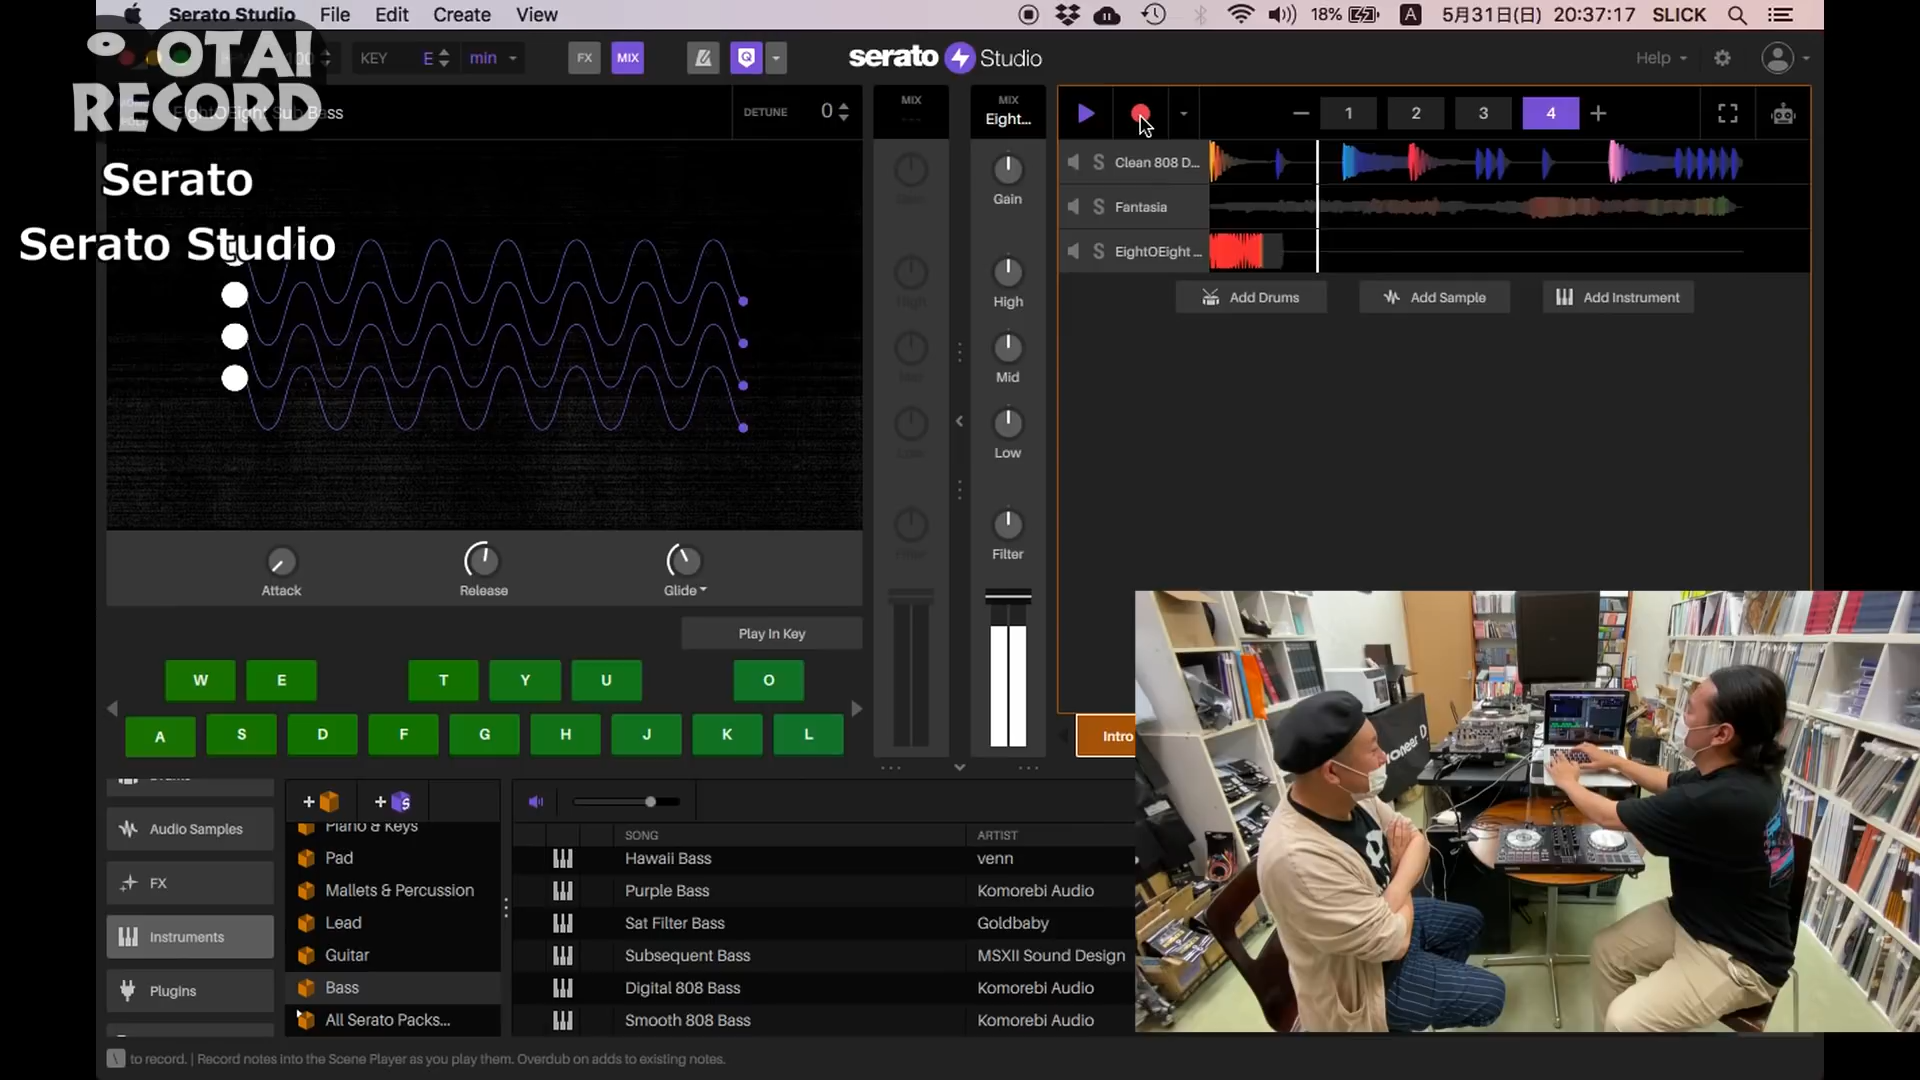 Serato Studio File Edit Create View 18% A 5月31日(日) 20:37:17 SLICK
OTAI
RECORD
KEY E min FX MIX serato Studio Help
Sub Bass DETUNE 0
MIX
MIX
Eight...
1 2 3 4
Serato
Serato Studio
S Clean 808 D...
S Fantasia
S EightOEight ...
Add Drums Add Sample Add Instrument
Gain
High
Mid
Low
Filter
Attack Release Glide
Play In Key
W E T Y U O
A S D F G H J K L
Intro
Audio Samples
FX
Instruments
Plugins
Piano & Keys
Pad
Mallets & Percussion
Lead
Guitar
Bass
All Serato Packs...
SONG ARTIST
Hawaii Bass venn
Purple Bass Komorebi Audio
Sat Filter Bass Goldbaby
Subsequent Bass MSXII Sound Design
Digital 808 Bass Komorebi Audio
Smooth 808 Bass Komorebi Audio
\ to record. | Record notes into the Scene Player as you play them. Overdub on adds to existing notes.